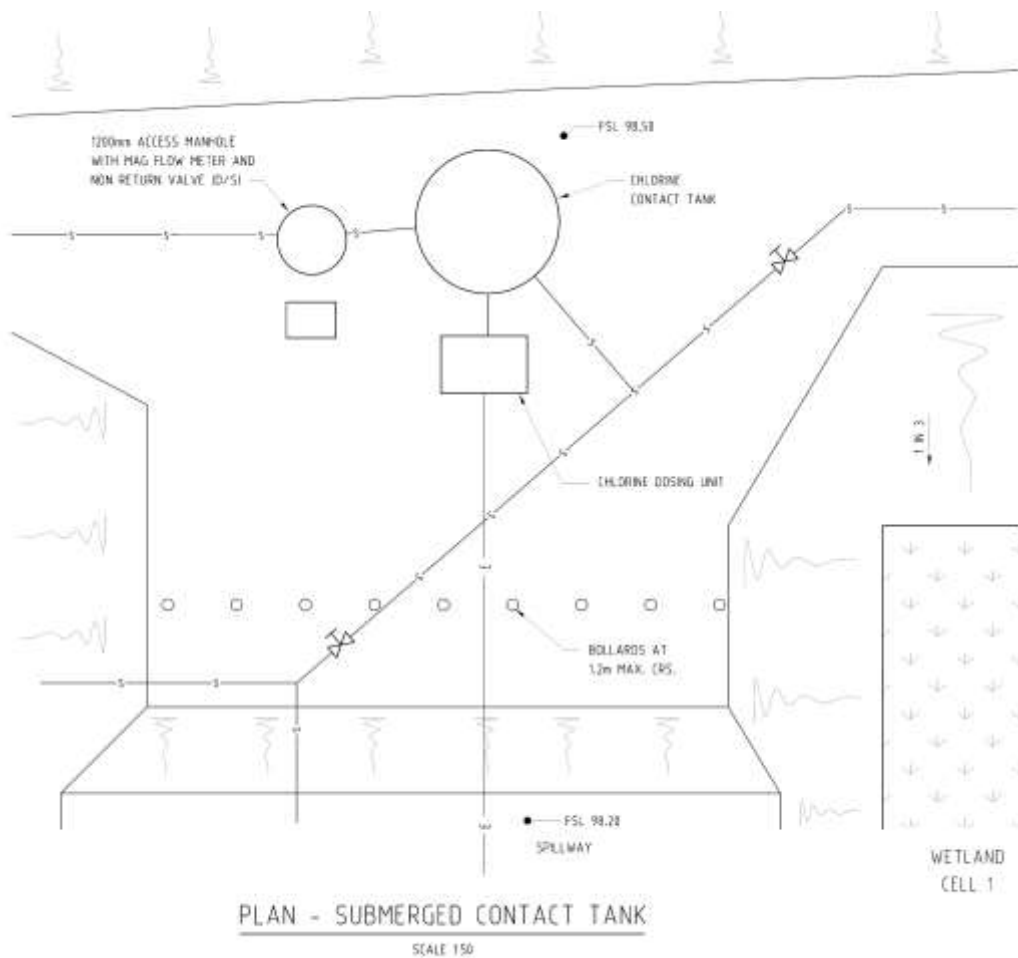 1200mm ACCESS MANHOLE
WITH MAG FLOW METER AND
NON RETURN VALVE (D/S)
FSL 98.50
CHLORINE
CONTACT TANK
S
S
S
S
S
S
S
S
1 IN 3
S
S
CHLORINE DOSING UNIT
S
S
E
BOLLARDS AT
1.2m MAX. CRS.
S
S
S
FSL 98.20
E
SPILLWAY
WETLAND
CELL 1
PLAN - SUBMERGED CONTACT TANK
SCALE 1:50